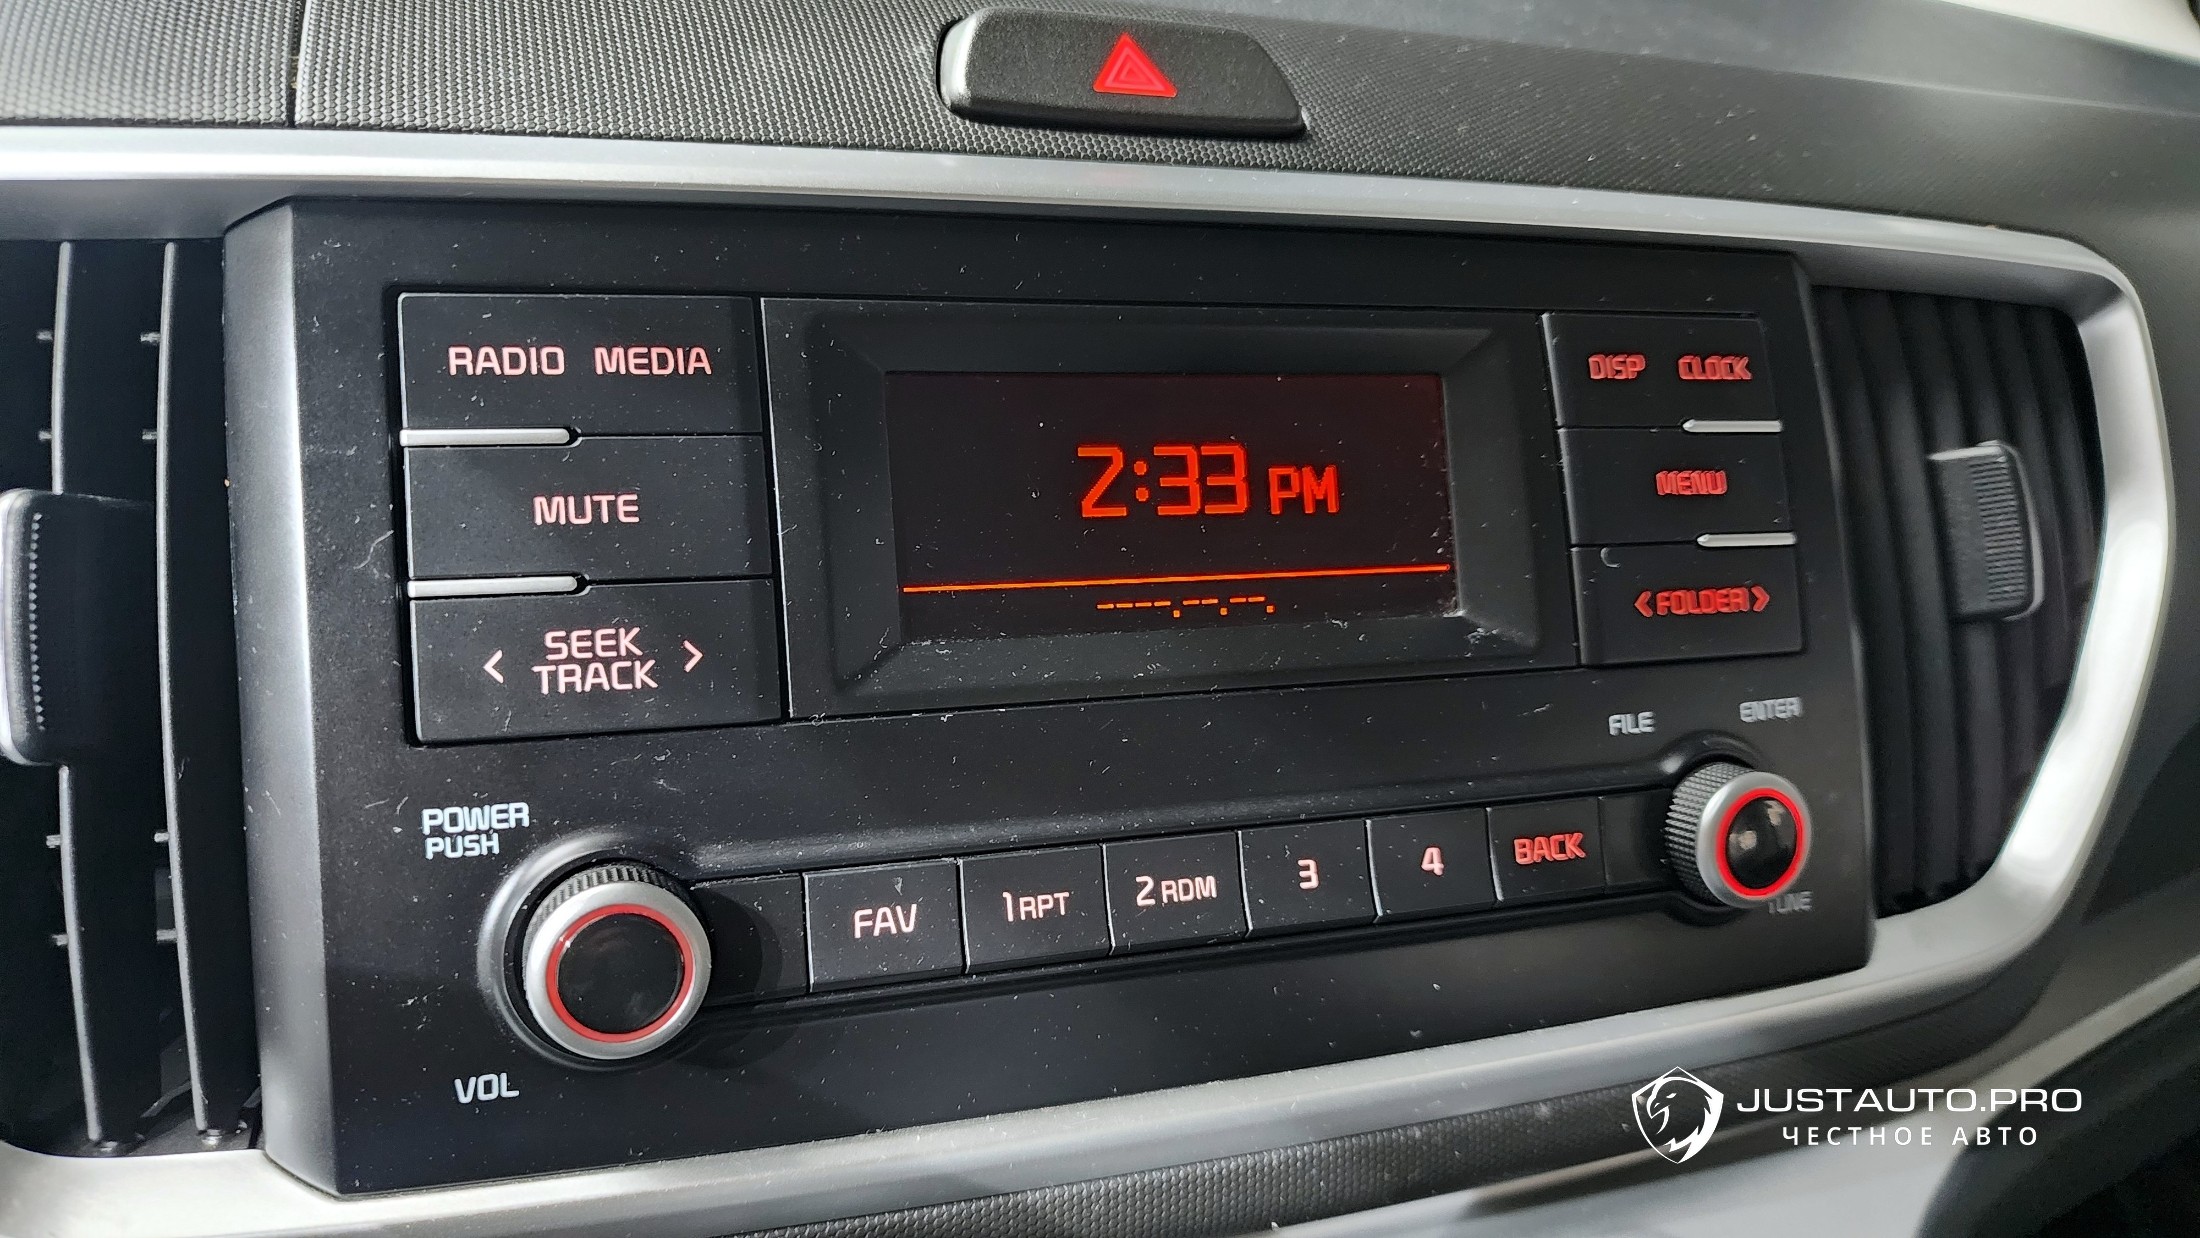 RADIO MEDIA
DISP CLOCK
MUTE
2:33 PM
MENU
----.--.--.
< SEEK
TRACK >
< FOLDER >
FILE
ENTER
POWER
PUSH
FAV
1 RPT
2 RDM
3
4
BACK
TUNE
VOL
JUSTAUTO.PRO
ЧЕСТНОЕ АВТО